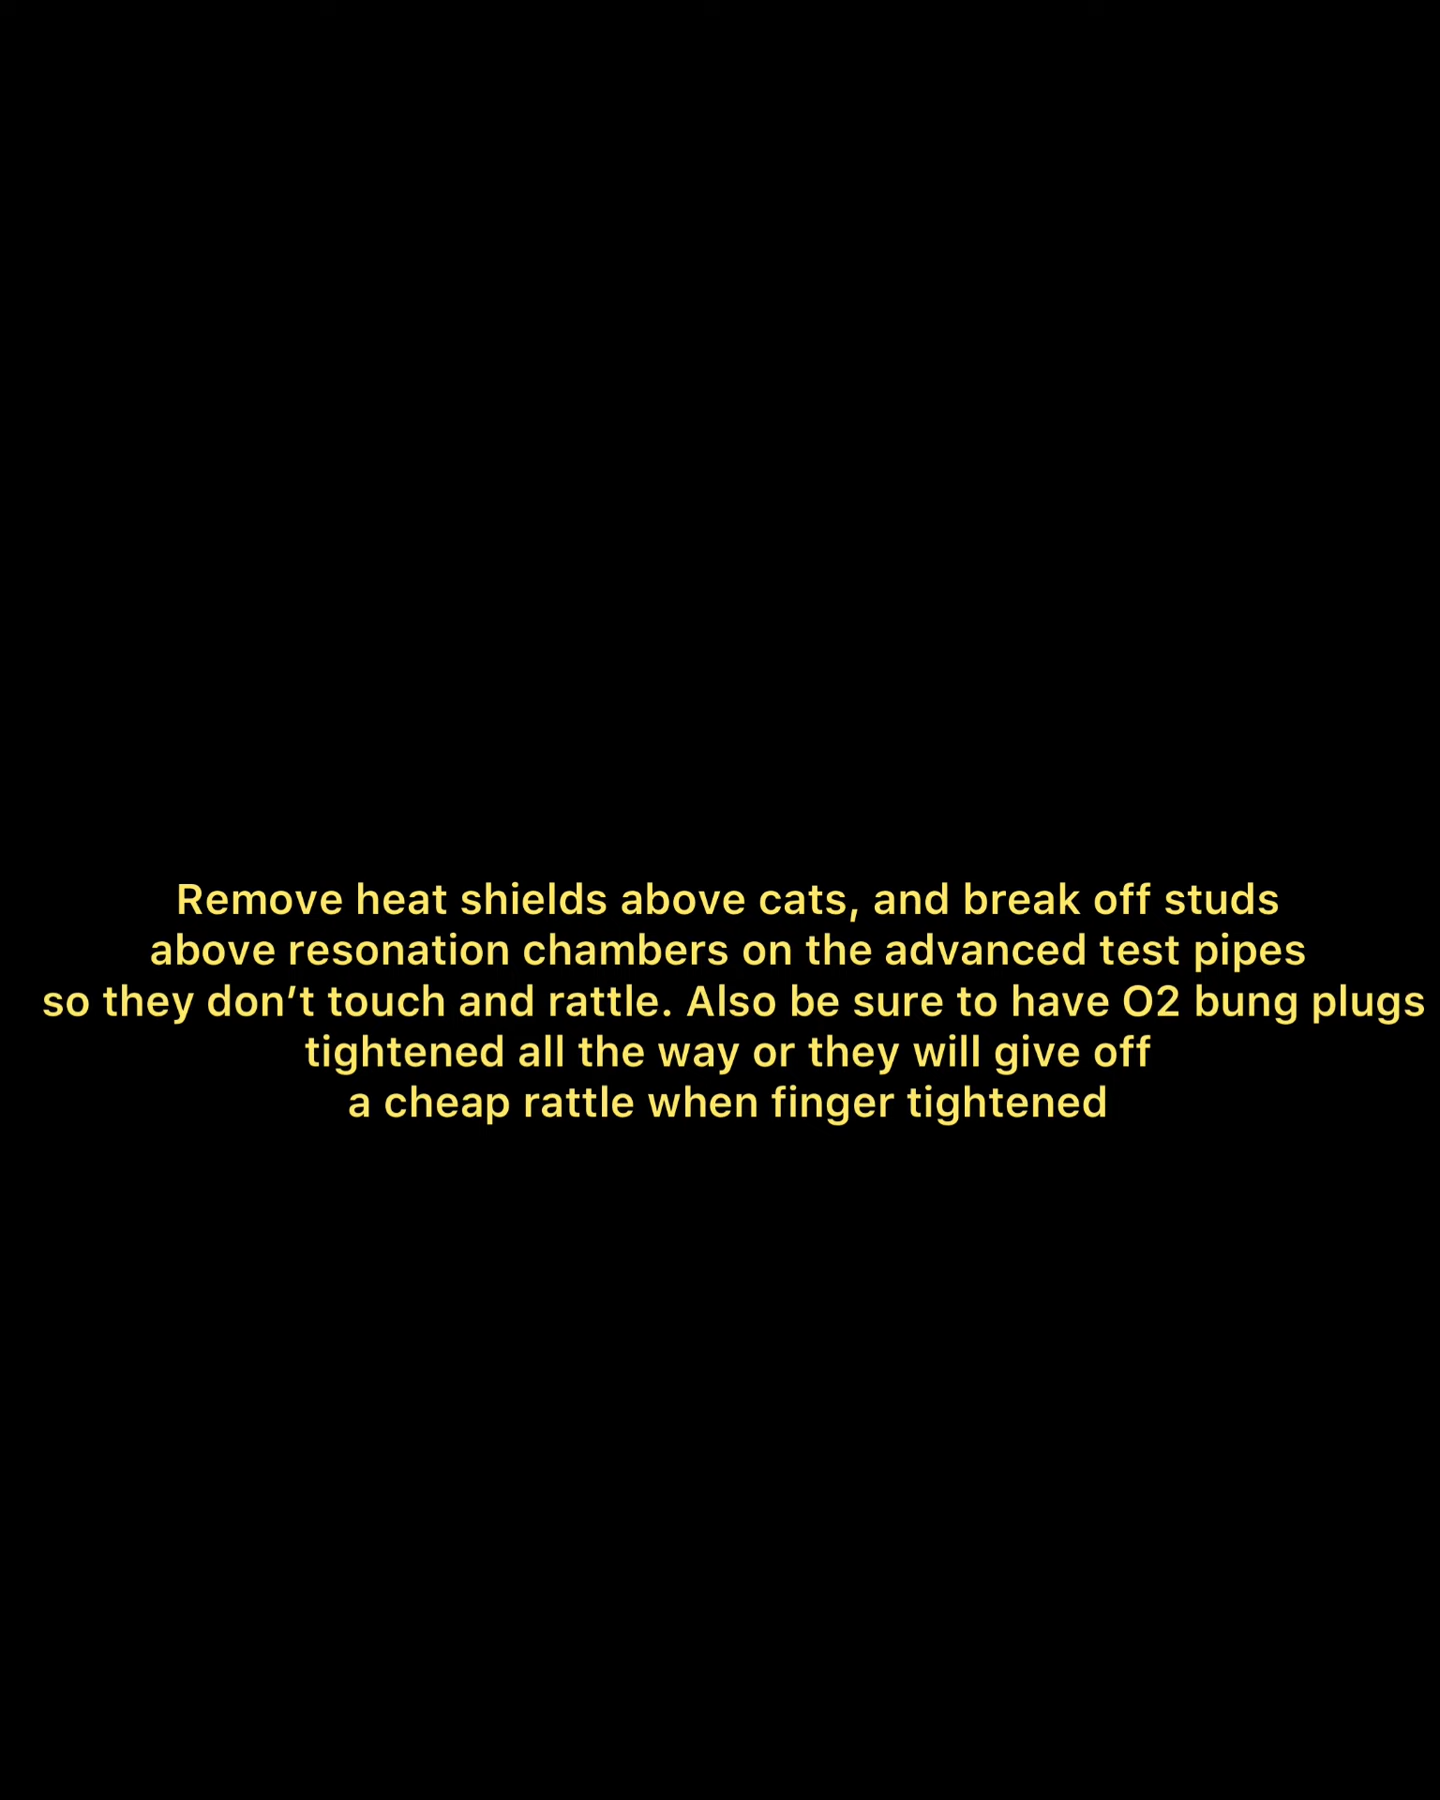 Remove heat shields above cats, and break off studs
above resonation chambers on the advanced test pipes
so they don’t touch and rattle. Also be sure to have O2 bung plugs
tightened all the way or they will give off
a cheap rattle when finger tightened